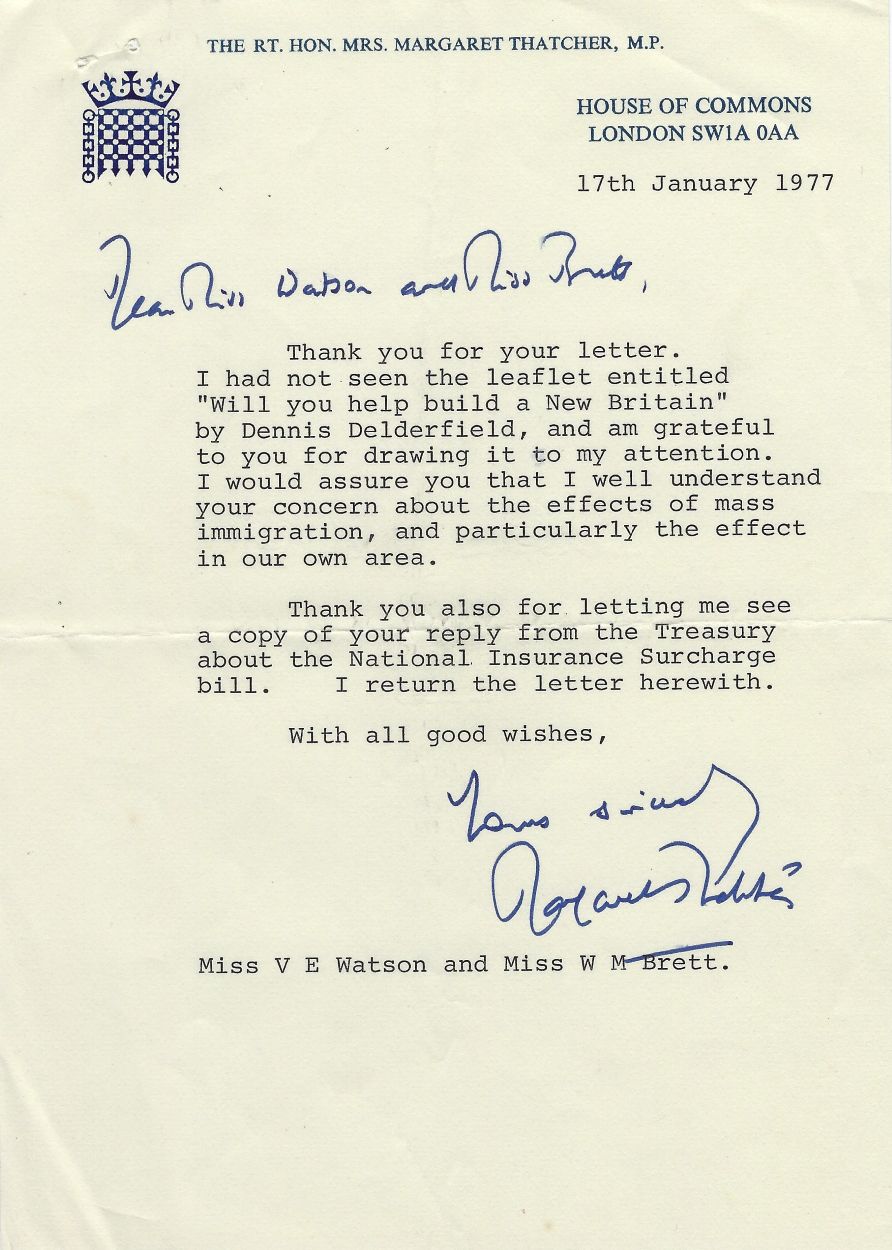 THE RT. HON. MRS. MARGARET THATCHER, M.P.
HOUSE OF COMMONS
LONDON SW1A 0AA
17th January 1977
Dear Miss Watson and Miss Brett,
Thank you for your letter.
I had not seen the leaflet entitled
"Will you help build a New Britain"
by Dennis Delderfield, and am grateful
to you for drawing it to my attention.
I would assure you that I well understand
your concern about the effects of mass
immigration, and particularly the effect
in our own area.
Thank you also for letting me see
a copy of your reply from the Treasury
about the National Insurance Surcharge
bill. I return the letter herewith.
With all good wishes,
Yours sincerely
Margaret Thatcher
Miss V E Watson and Miss W M Brett.